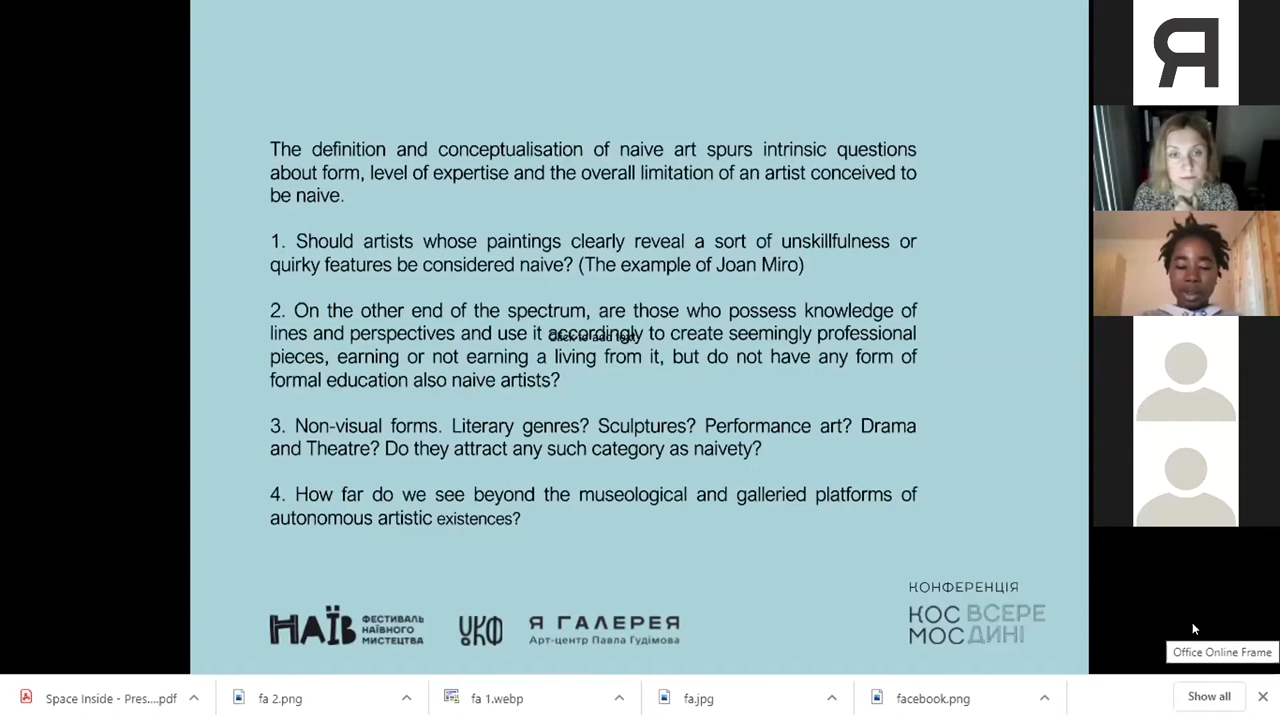 The definition and conceptualisation of naive art spurs intrinsic questions
about form, level of expertise and the overall limitation of an artist conceived to
be naive.
1. Should artists whose paintings clearly reveal a sort of unskillfulness or
quirky features be considered naive? (The example of Joan Miro)
2. On the other end of the spectrum, are those who possess knowledge of
lines and perspectives and use it accordingly to create seemingly professional
Click to add text
pieces, earning or not earning a living from it, but do not have any form of
formal education also naive artists?
3. Non-visual forms. Literary genres? Sculptures? Performance art? Drama
and Theatre? Do they attract any such category as naivety?
4. How far do we see beyond the museological and galleried platforms of
autonomous artistic existences?
НАЇВ
ФЕСТИВАЛЬ
НАЇВНОГО
МИСТЕЦТВА
УКФ
Я ГАЛЕРЕЯ
Арт-центр Павла Гудімова
КОНФЕРЕНЦІЯ
КОС ВСЕРЕ
МОС ДИНІ
Я
Office Online Frame
Space Inside - Pres....pdf
fa 2.png
fa 1.webp
fa.jpg
facebook.png
Show all